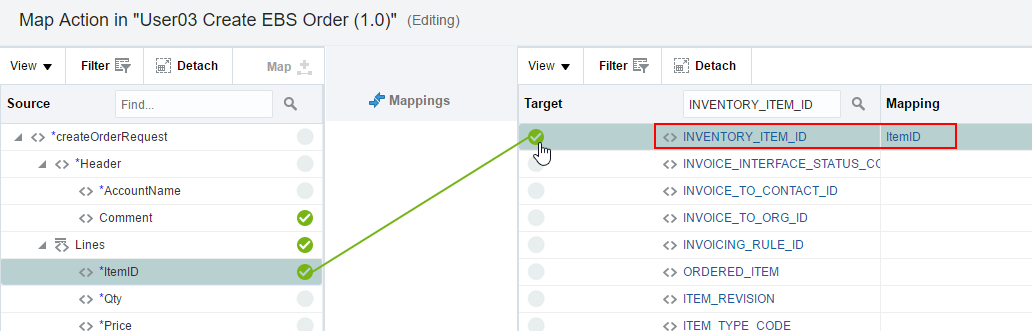 Map Action in "User03 Create EBS Order (1.0)" (Editing)
View Filter Detach Map
Source Find...
*createOrderRequest
*Header
*AccountName
Comment
Lines
*ItemID
*Qty
*Price
Mappings
View Filter Detach
Target INVENTORY_ITEM_ID Mapping
INVENTORY_ITEM_ID ItemID
INVOICE_INTERFACE_STATUS_CO
INVOICE_TO_CONTACT_ID
INVOICE_TO_ORG_ID
INVOICING_RULE_ID
ORDERED_ITEM
ITEM_REVISION
ITEM_TYPE_CODE